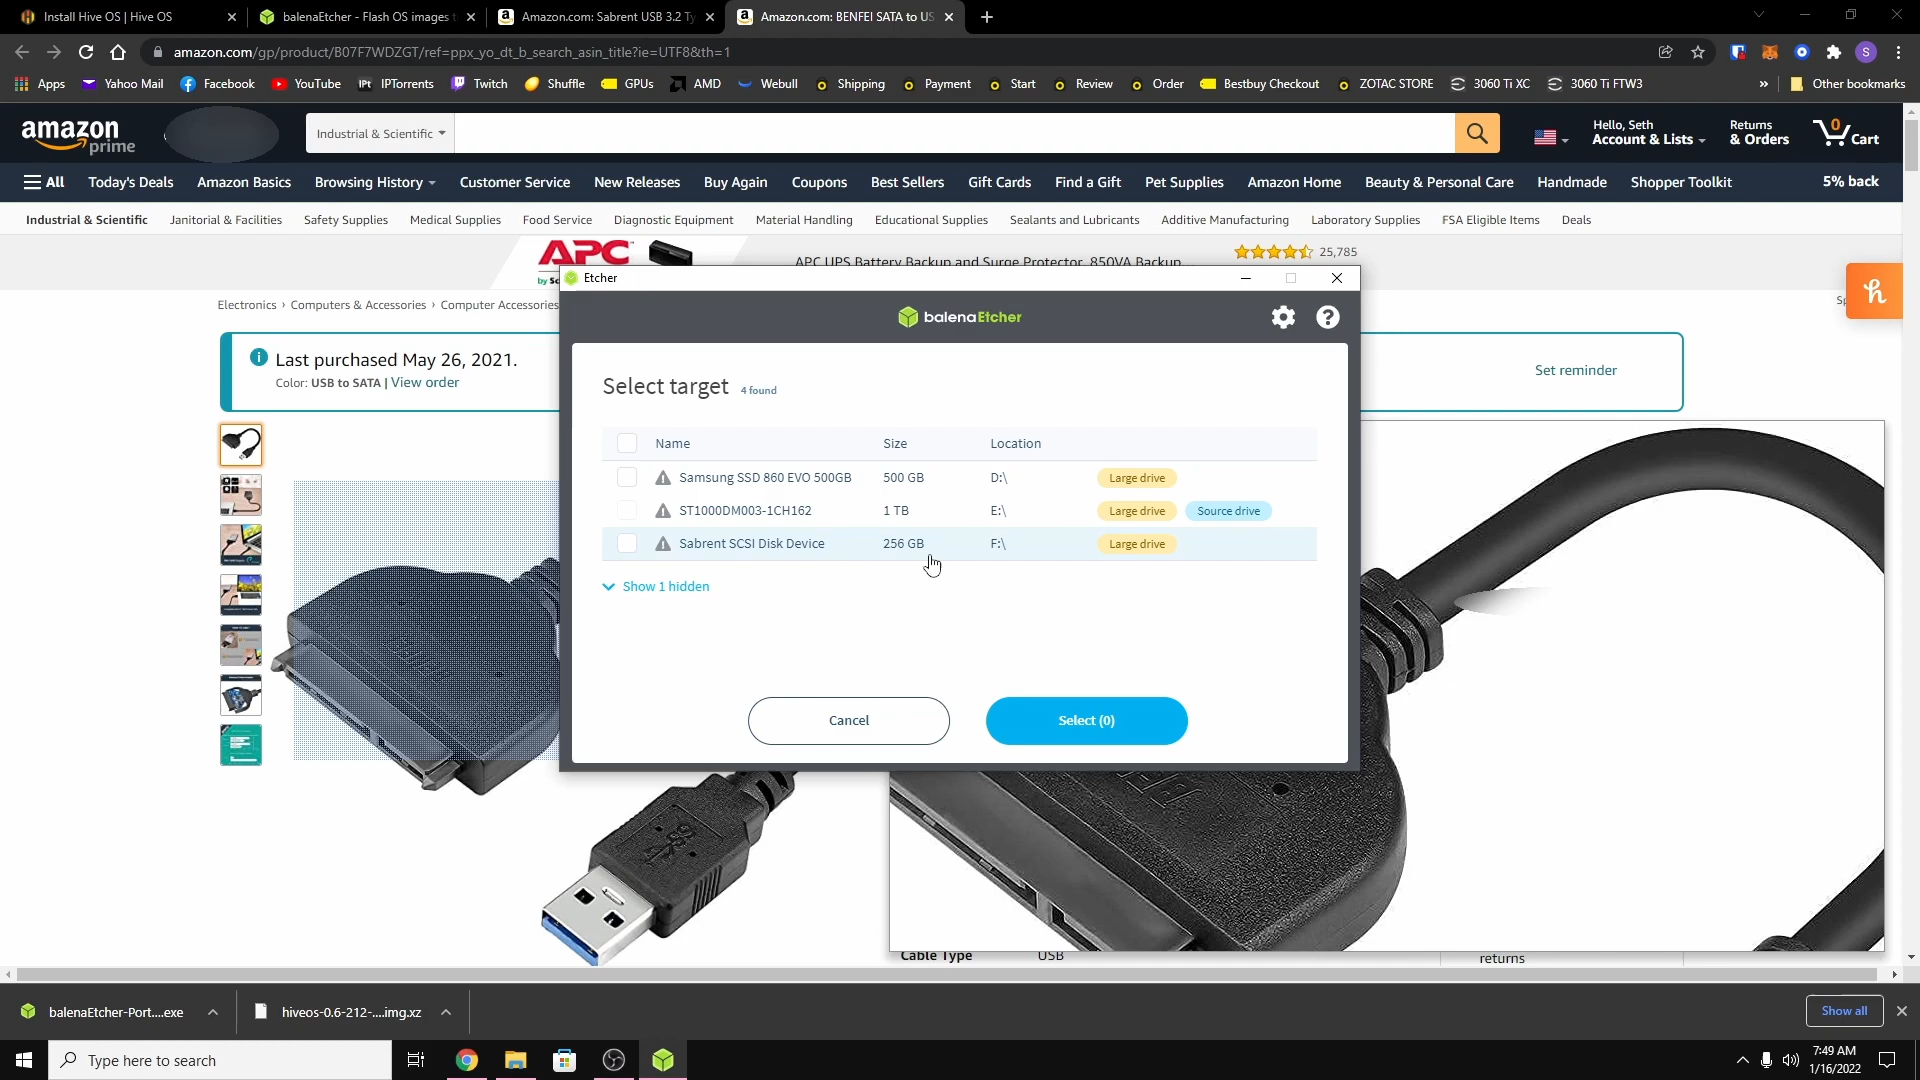 Install Hive OS | Hive OS
balenaEtcher - Flash OS images t
Amazon.com: Sabrent USB 3.2 Ty
Amazon.com: BENFEI SATA to US
amazon.com/gp/product/B07F7WDZGT/ref=ppx_yo_dt_b_search_asin_title?ie=UTF8&th=1
S
Apps
Yahoo Mail
Facebook
YouTube
IPT IPTorrents
Twitch
Shuffle
GPUs
AMD
Webull
Shipping
Payment
Start
Review
Order
Bestbuy Checkout
ZOTAC STORE
3060 Ti XC
3060 Ti FTW3
»
Other bookmarks
amazon prime
Industrial & Scientific
Hello, Seth
Account & Lists
Returns
& Orders
0
Cart
All
Today's Deals
Amazon Basics
Browsing History
Customer Service
New Releases
Buy Again
Coupons
Best Sellers
Gift Cards
Find a Gift
Pet Supplies
Amazon Home
Beauty & Personal Care
Handmade
Shopper Toolkit
5% back
Industrial & Scientific
Janitorial & Facilities
Safety Supplies
Medical Supplies
Food Service
Diagnostic Equipment
Material Handling
Educational Supplies
Sealants and Lubricants
Additive Manufacturing
Laboratory Supplies
FSA Eligible Items
Deals
APC
by Sc
APC UPS Battery Backup and Surge Protector, 850VA Backup...
25,785
Sp
h
Electronics › Computers & Accessories › Computer Accessories
Last purchased May 26, 2021.
Color: USB to SATA | View order
Set reminder
Etcher
balenaEtcher
Select target 4 found
Name Size Location
Samsung SSD 860 EVO 500GB 500 GB D:\ Large drive
ST1000DM003-1CH162 1 TB E:\ Large drive Source drive
Sabrent SCSI Disk Device 256 GB F:\ Large drive
Show 1 hidden
Cancel
Select (0)
Cable Type USB
returns
balenaEtcher-Port....exe
hiveos-0.6-212-....img.xz
Show all
Type here to search
7:49 AM
1/16/2022